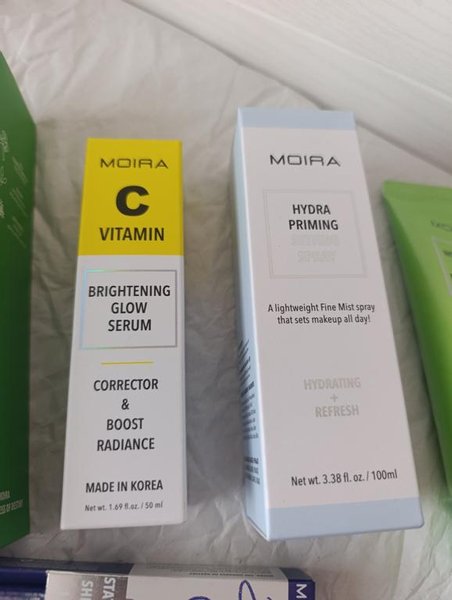 MOIRA
C
VITAMIN
BRIGHTENING
GLOW
SERUM
CORRECTOR
&
BOOST
RADIANCE
MADE IN KOREA
Net wt. 1.69 fl.oz. / 50 ml
MOIRA
HYDRA
PRIMING
SETTING
SPRAY
A lightweight Fine Mist spray
that sets makeup all day!
HYDRATING
+
REFRESH
Net wt. 3.38 fl.oz. / 100ml